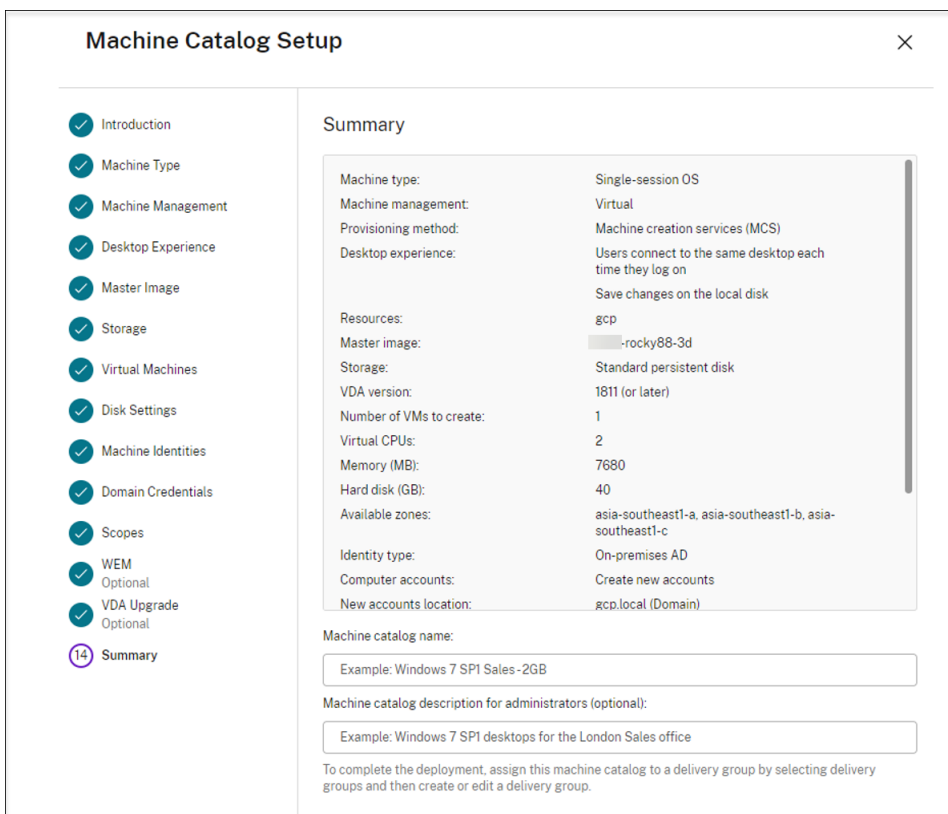 Machine Catalog Setup
Introduction
Machine Type
Machine Management
Desktop Experience
Master Image
Storage
Virtual Machines
Disk Settings
Machine Identities
Domain Credentials
Scopes
WEM
Optional
VDA Upgrade
Optional
14 Summary
Summary
Machine type: Single-session OS
Machine management: Virtual
Provisioning method: Machine creation services (MCS)
Desktop experience: Users connect to the same desktop each
time they log on
Save changes on the local disk
Resources: gcp
Master image: -rocky88-3d
Storage: Standard persistent disk
VDA version: 1811 (or later)
Number of VMs to create: 1
Virtual CPUs: 2
Memory (MB): 7680
Hard disk (GB): 40
Available zones: asia-southeast1-a, asia-southeast1-b, asia-
southeast1-c
Identity type: On-premises AD
Computer accounts: Create new accounts
New accounts location: gcp.local (Domain)
Machine catalog name:
Example: Windows 7 SP1 Sales - 2GB
Machine catalog description for administrators (optional):
Example: Windows 7 SP1 desktops for the London Sales office
To complete the deployment, assign this machine catalog to a delivery group by selecting delivery
groups and then create or edit a delivery group.